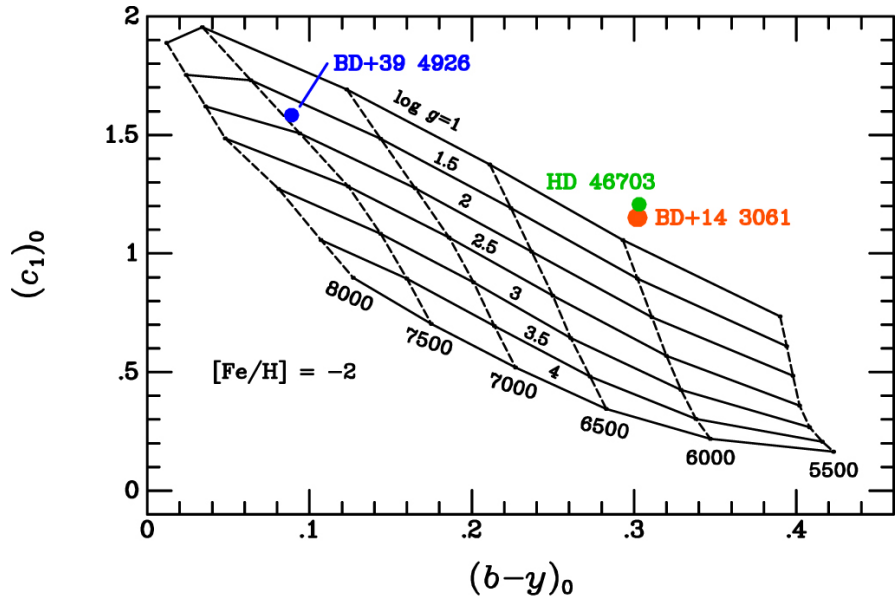 2
1.5
1
.5
0
(c₁)₀
BD+39 4926
log g=1
1.5
2
2.5
3
3.5
4
HD 46703
BD+14 3061
8000
7500
7000
6500
6000
5500
[Fe/H] = −2
0 .1 .2 .3 .4
(b−y)₀